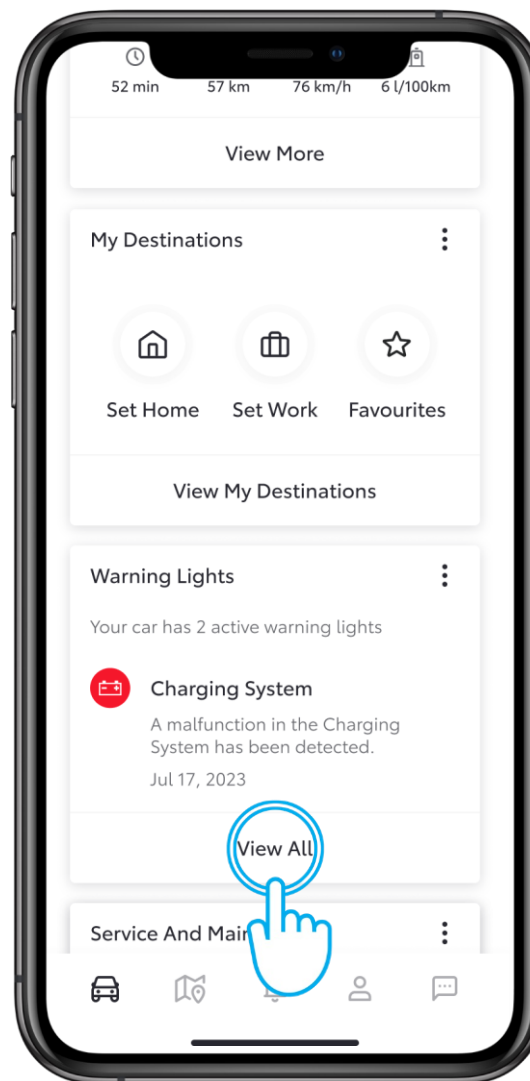 52 min 57 km 76 km/h 6 l/100km
View More
My Destinations
Set Home Set Work Favourites
View My Destinations
Warning Lights
Your car has 2 active warning lights
Charging System
A malfunction in the Charging
System has been detected.
Jul 17, 2023
View All
Service And